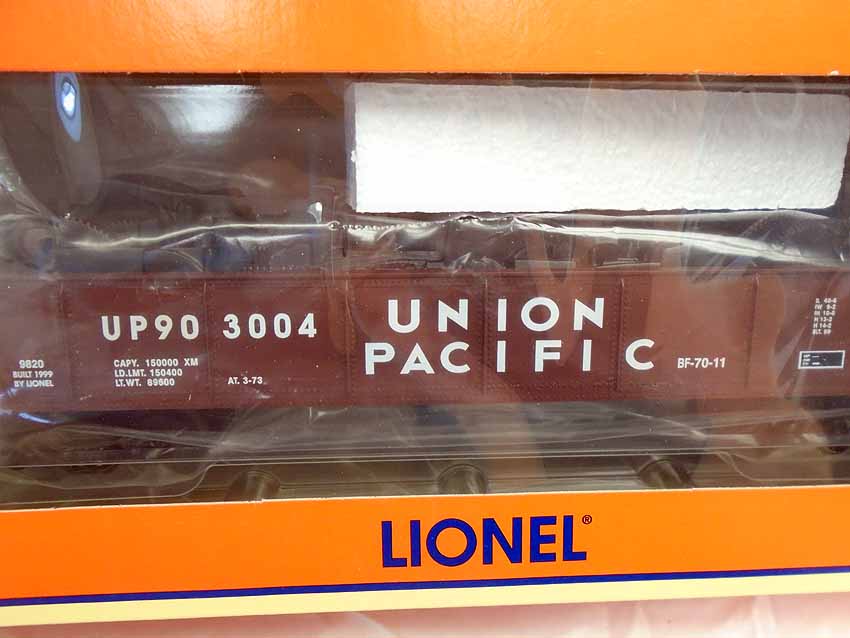 UP90 3004
UNION
PACIFIC
9820
BUILT 1999
BY LIONEL
CAPY. 150000 XM
LD.LMT. 150400
LT.WT. 89600
AT. 3-73
BF-70-11
LIONEL®